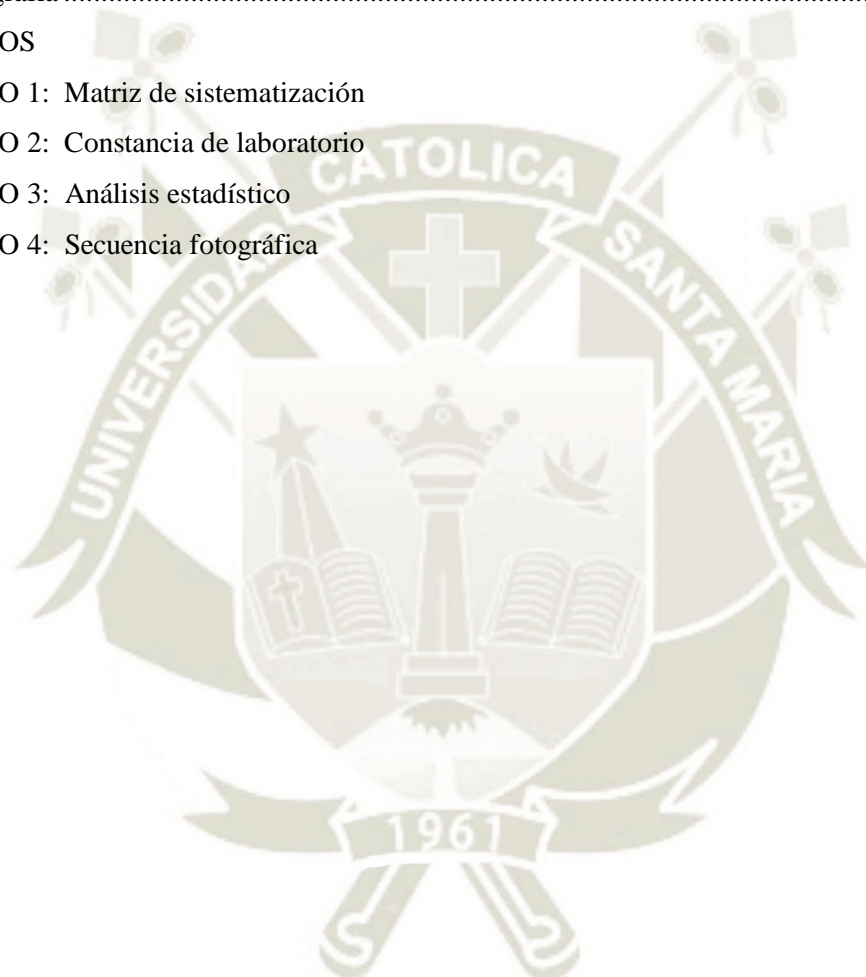 grafía ....................................................................................................................
OS
O 1: Matriz de sistematización
O 2: Constancia de laboratorio
O 3: Análisis estadístico
O 4: Secuencia fotográfica
UNIVERSIDAD CATOLICA SANTA MARIA
1961